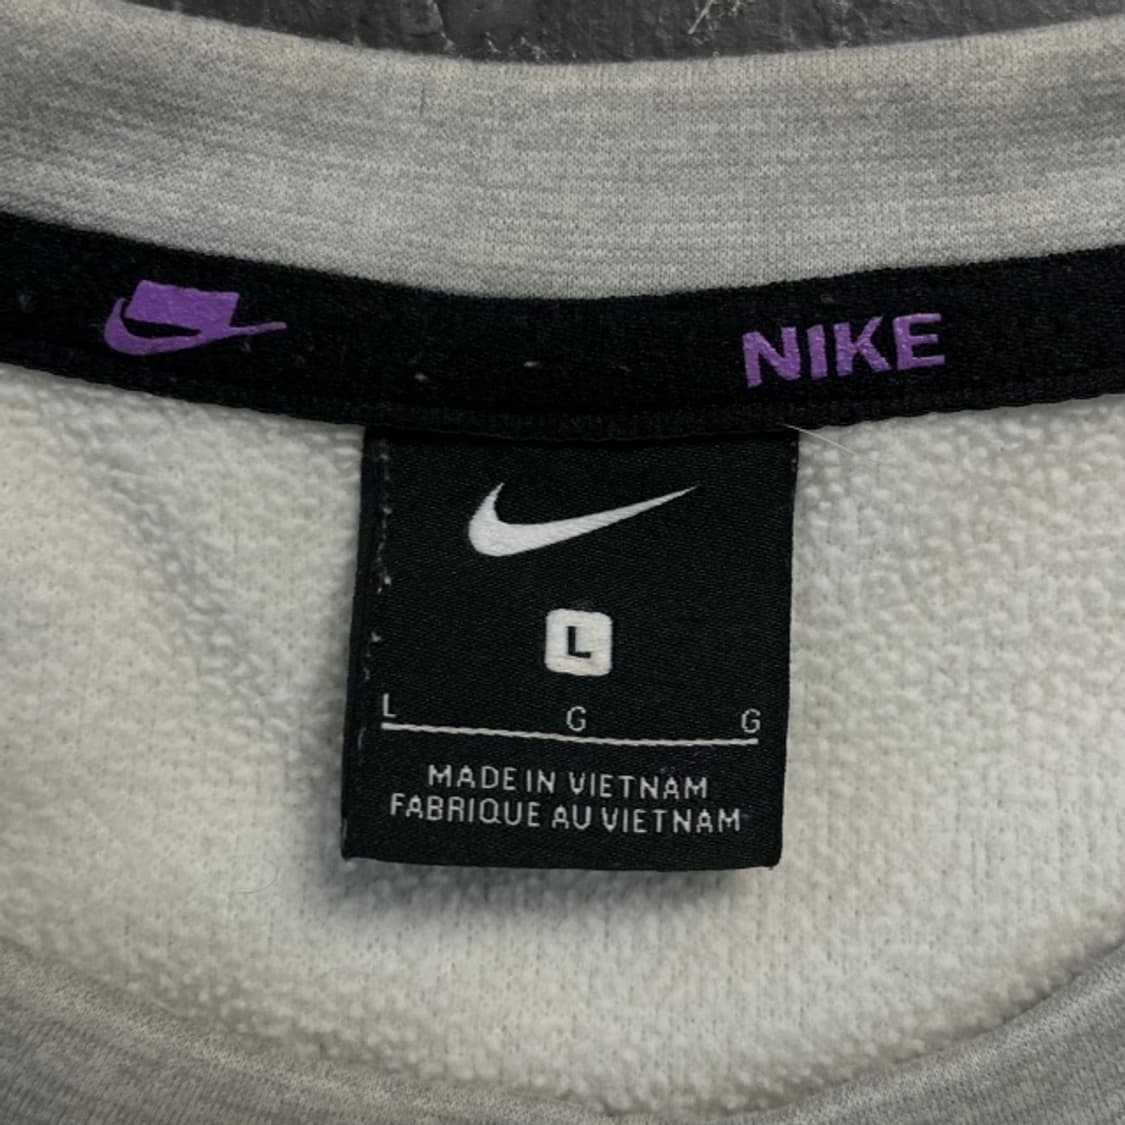 NIKE
L
L G G
MADE IN VIETNAM
FABRIQUE AU VIETNAM